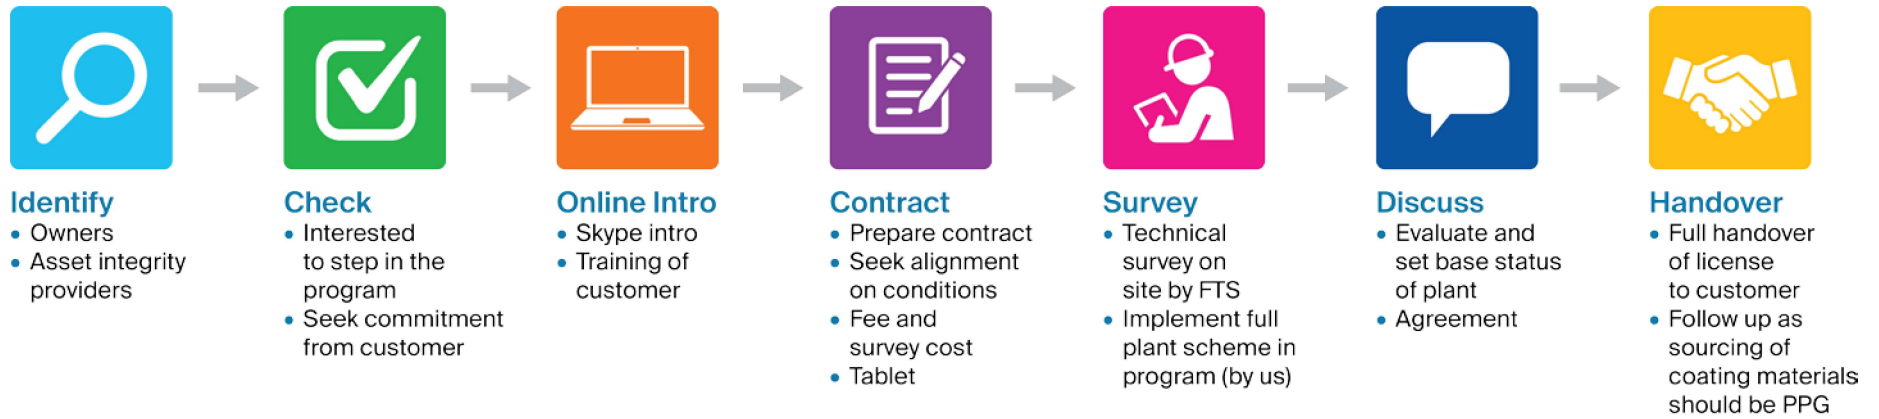 Identify
• Owners
• Asset integrity
providers
Check
• Interested
to step in the
program
• Seek commitment
from customer
Online Intro
• Skype intro
• Training of
customer
Contract
• Prepare contract
• Seek alignment
on conditions
• Fee and
survey cost
• Tablet
Survey
• Technical
survey on
site by FTS
• Implement full
plant scheme in
program (by us)
Discuss
• Evaluate and
set base status
of plant
• Agreement
Handover
• Full handover
of license
to customer
• Follow up as
sourcing of
coating materials
should be PPG